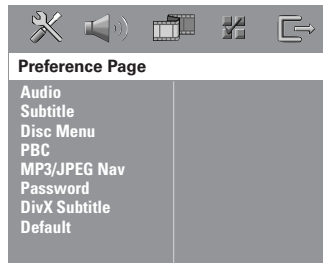 Preference Page
Audio
Subtitle
Disc Menu
PBC
MP3/JPEG Nav
Password
DivX Subtitle
Default